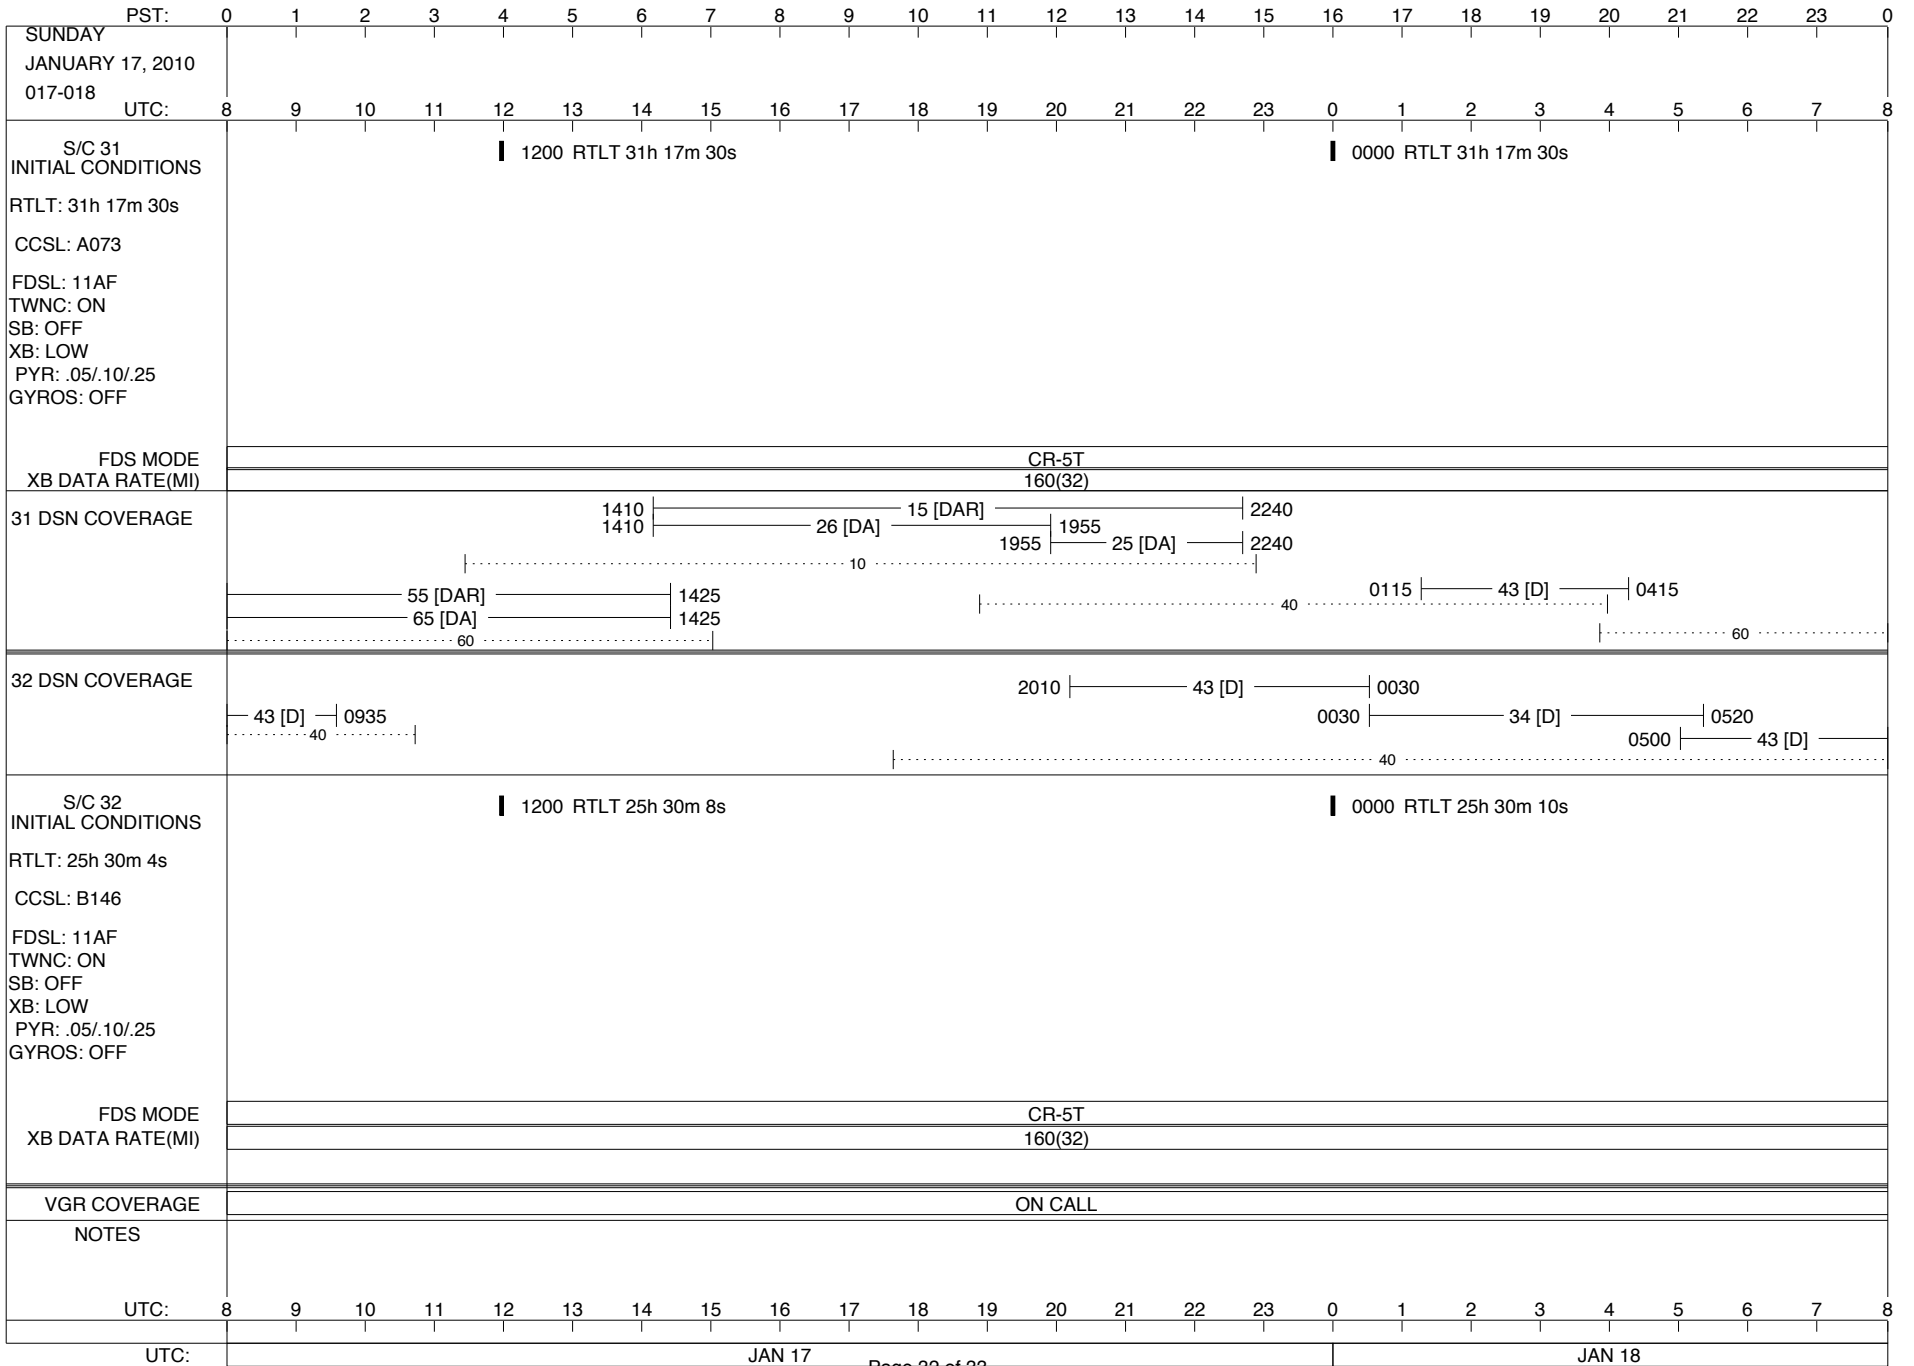 PST: 0 1 2 3 4 5 6 7 8 9 10 11 12 13 14 15 16 17 18 19 20 21 22 23 0
SUNDAY
JANUARY 17, 2010
017-018
UTC: 8 9 10 11 12 13 14 15 16 17 18 19 20 21 22 23 0 1 2 3 4 5 6 7 8
S/C 31
INITIAL CONDITIONS
1200 RTLT 31h 17m 30s
0000 RTLT 31h 17m 30s
RTLT: 31h 17m 30s
CCSL: A073
FDSL: 11AF
TWNC: ON
SB: OFF
XB: LOW
PYR: .05/.10/.25
GYROS: OFF
FDS MODE CR-5T
XB DATA RATE(MI) 160(32)
31 DSN COVERAGE
1410 15 [DAR] 2240
1410 26 [DA] 1955
1955 25 [DA] 2240
10
55 [DAR] 1425
0115 43 [D] 0415
40
65 [DA] 1425
60
60
32 DSN COVERAGE
2010 43 [D] 0030
43 [D] 0935
0030 34 [D] 0520
40
0500 43 [D]
40
S/C 32
INITIAL CONDITIONS
1200 RTLT 25h 30m 8s
0000 RTLT 25h 30m 10s
RTLT: 25h 30m 4s
CCSL: B146
FDSL: 11AF
TWNC: ON
SB: OFF
XB: LOW
PYR: .05/.10/.25
GYROS: OFF
FDS MODE CR-5T
XB DATA RATE(MI) 160(32)
VGR COVERAGE ON CALL
NOTES
UTC: 8 9 10 11 12 13 14 15 16 17 18 19 20 21 22 23 0 1 2 3 4 5 6 7 8
UTC: JAN 17 JAN 18
Page 32 of 33